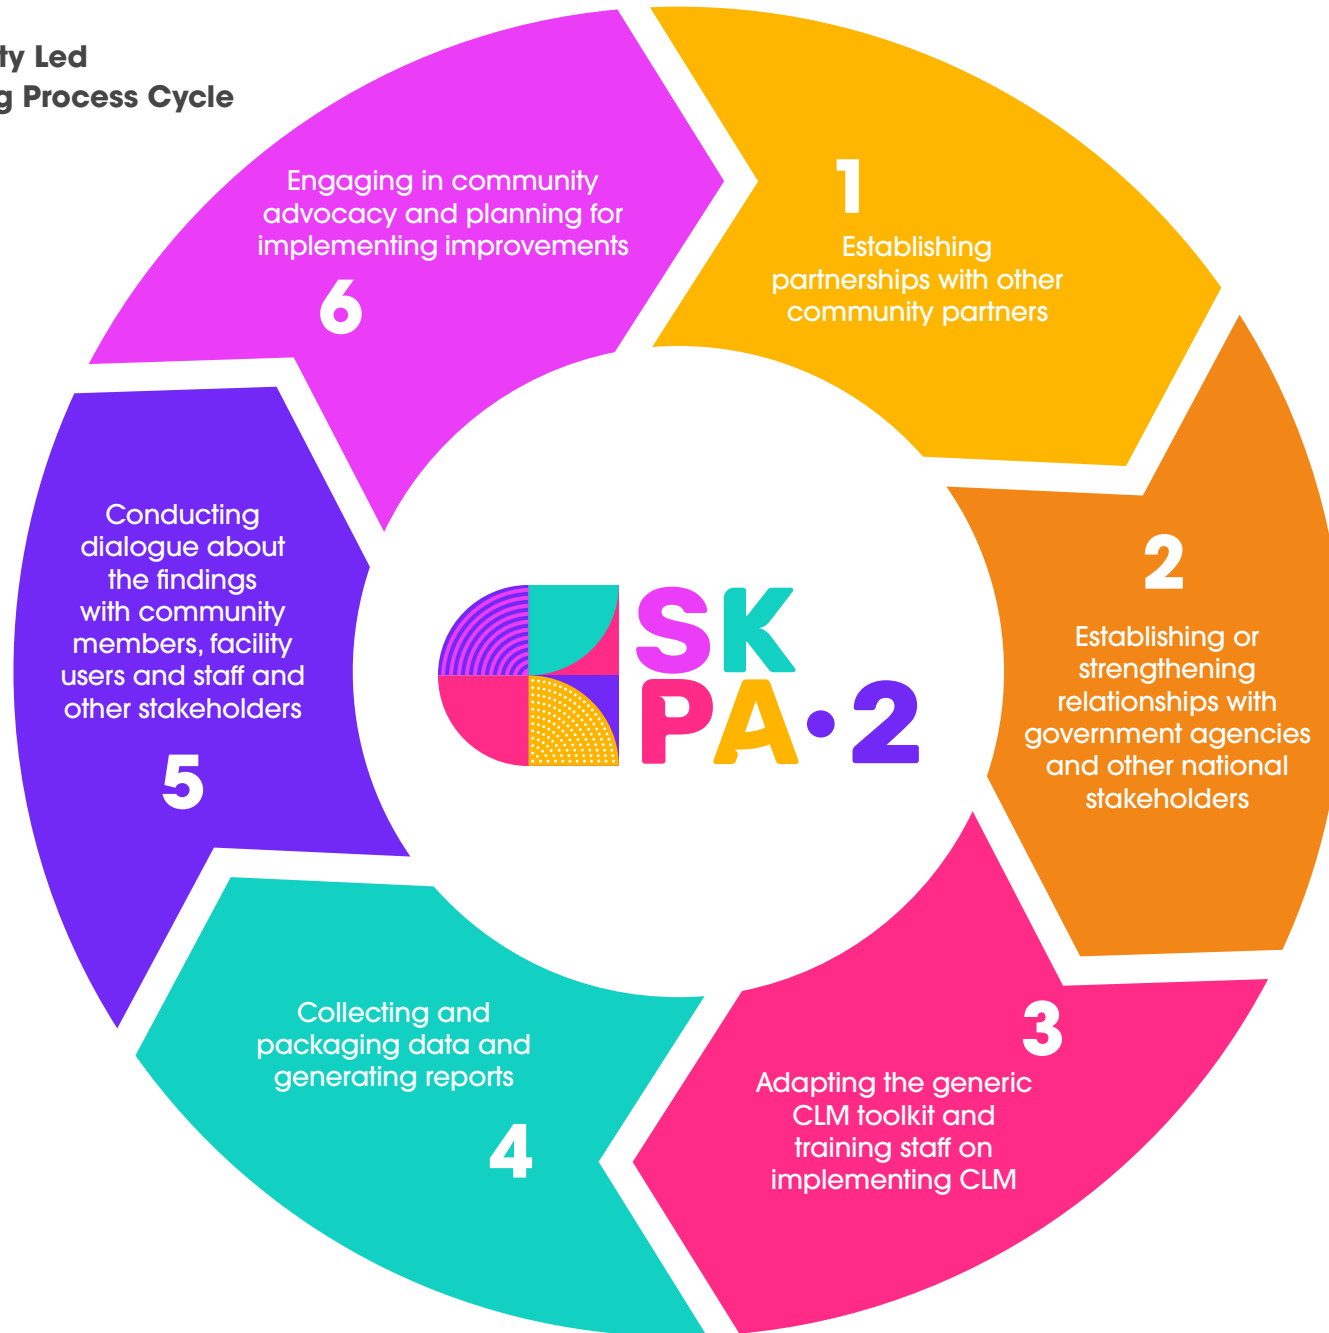 ty Led
g Process Cycle
1
Establishing
partnerships with other
community partners
2
Establishing or
strengthening
relationships with
government agencies
and other national
stakeholders
3
Adapting the generic
CLM toolkit and
training staff on
implementing CLM
Collecting and
packaging data and
generating reports
4
Conducting
dialogue about
the findings
with community
members, facility
users and staff and
other stakeholders
5
Engaging in community
advocacy and planning for
implementing improvements
6
SK
PA·2